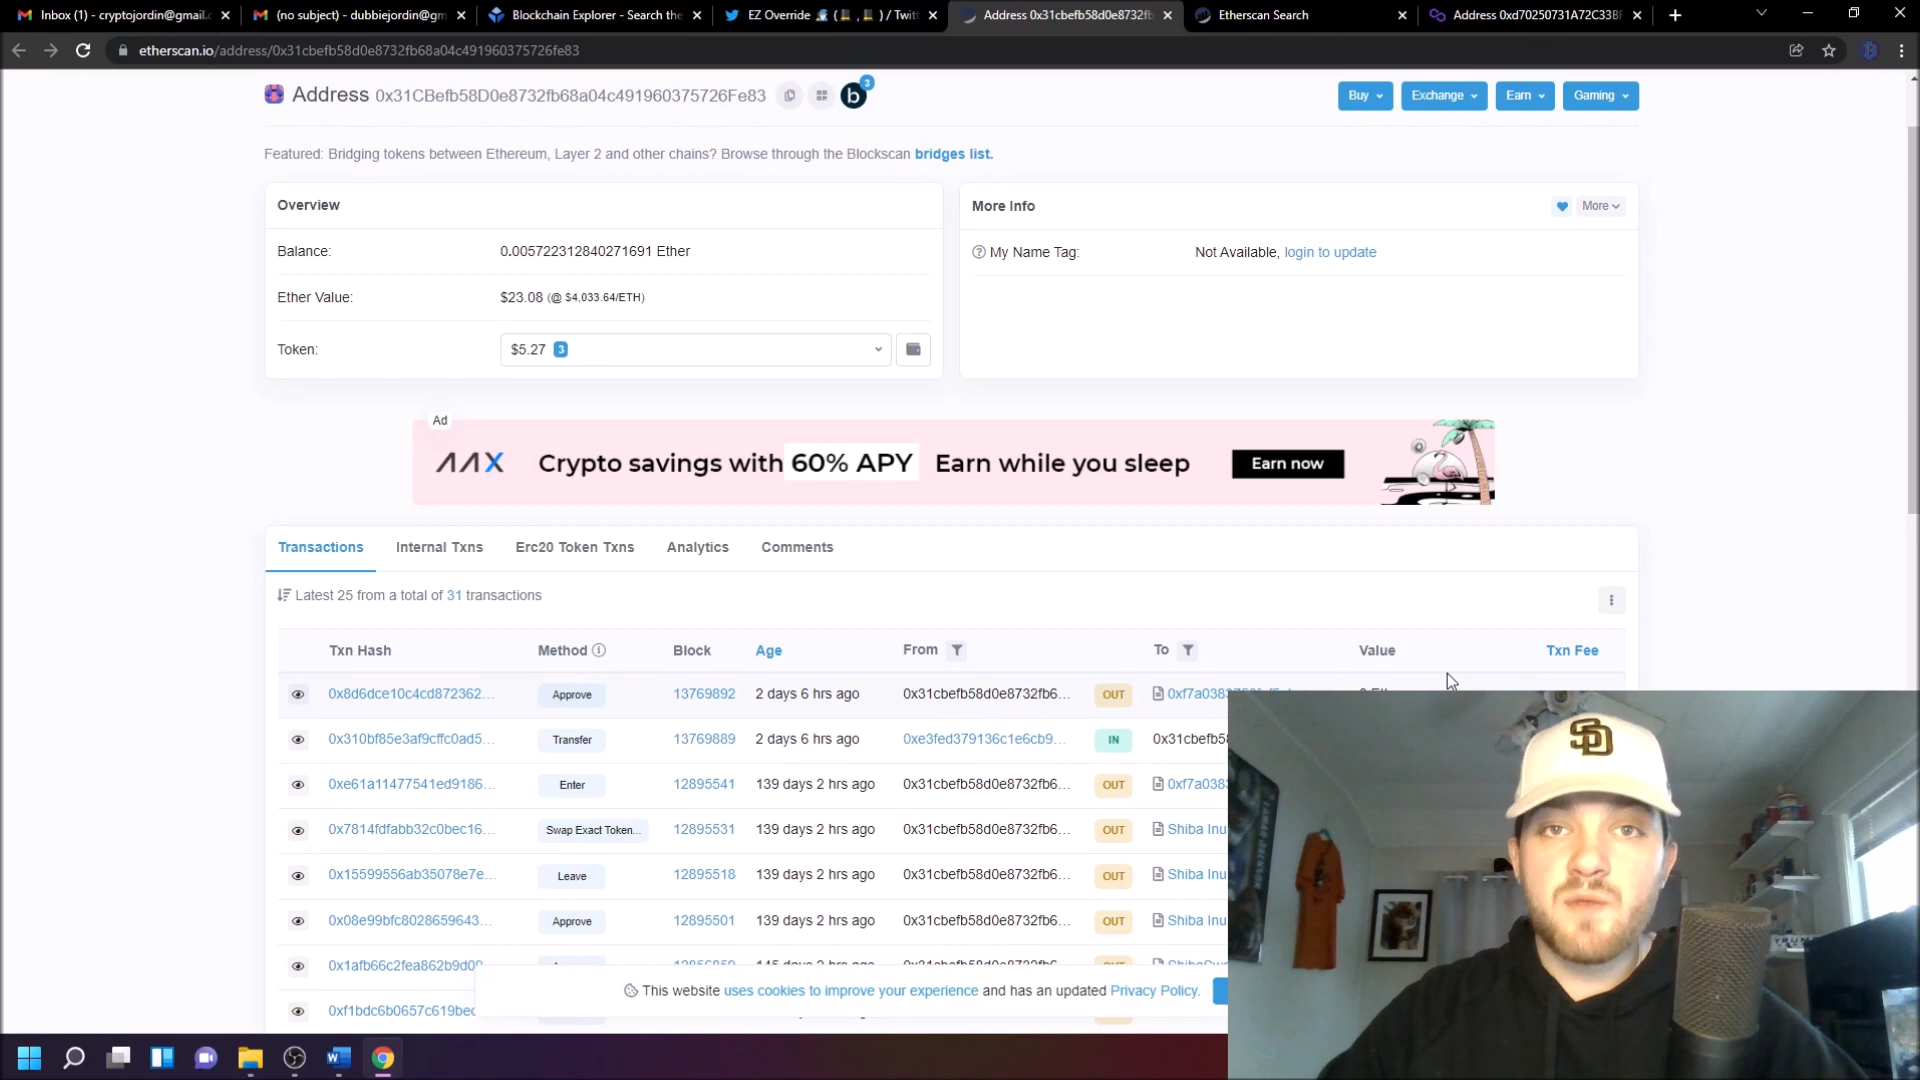 Inbox (1) - cryptojordin@gmail.c
(no subject) - dubbiejordin@gm
Blockchain Explorer - Search the
EZ Override
/ Twitt
Address 0x31cbefb58d0e8732fb
Etherscan Search
Address 0xd70250731A72C33BF
etherscan.io/address/0x31cbefb58d0e8732fb68a04c491960375726fe83
Address 0x31CBefb58D0e8732fb68a04c491960375726Fe83
b 3
Buy
Exchange
Earn
Gaming
Featured: Bridging tokens between Ethereum, Layer 2 and other chains? Browse through the Blockscan bridges list.
Overview
More Info
More
Balance: 0.005722312840271691 Ether
My Name Tag: Not Available, login to update
Ether Value: $23.08 (@ $4,033.64/ETH)
Token: $5.27 3
Ad
AAX Crypto savings with 60% APY Earn while you sleep Earn now
Transactions Internal Txns Erc20 Token Txns Analytics Comments
Latest 25 from a total of 31 transactions
Txn Hash Method Block Age From To Value Txn Fee
0x8d6dce10c4cd872362... Approve 13769892 2 days 6 hrs ago 0x31cbefb58d0e8732fb6... OUT
0x310bf85e3af9cffc0ad5... Transfer 13769889 2 days 6 hrs ago 0xe3fed379136c1e6cb9... IN 0x31cbefb58
0xe61a11477541ed9186... Enter 12895541 139 days 2 hrs ago 0x31cbefb58d0e8732fb6... OUT 0xf7a0383
0x7814fdfabb32c0bec16... Swap Exact Token... 12895531 139 days 2 hrs ago 0x31cbefb58d0e8732fb6... OUT Shiba Inu
0x15599556ab35078e7e... Leave 12895518 139 days 2 hrs ago 0x31cbefb58d0e8732fb6... OUT Shiba Inu
0x08e99bfc8028659643... Approve 12895501 139 days 2 hrs ago 0x31cbefb58d0e8732fb6... OUT Shiba Inu
0x1afb66c2fea862b9d09
This website uses cookies to improve your experience and has an updated Privacy Policy.
0xf1bdc6b0657c619bec
SD